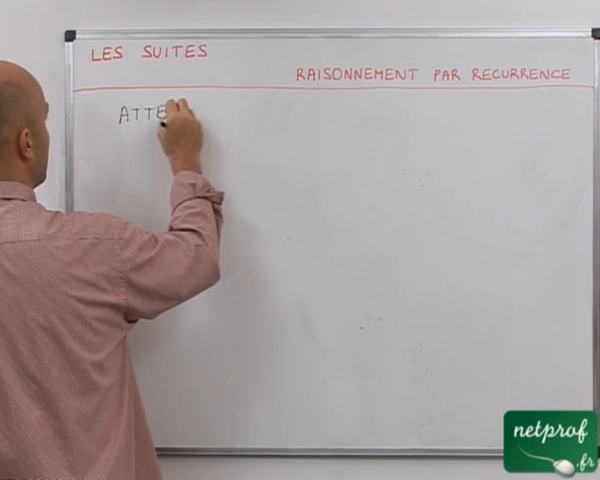 LES SUITES
RAISONNEMENT PAR RECURRENCE
ATTE
netprof
.fr